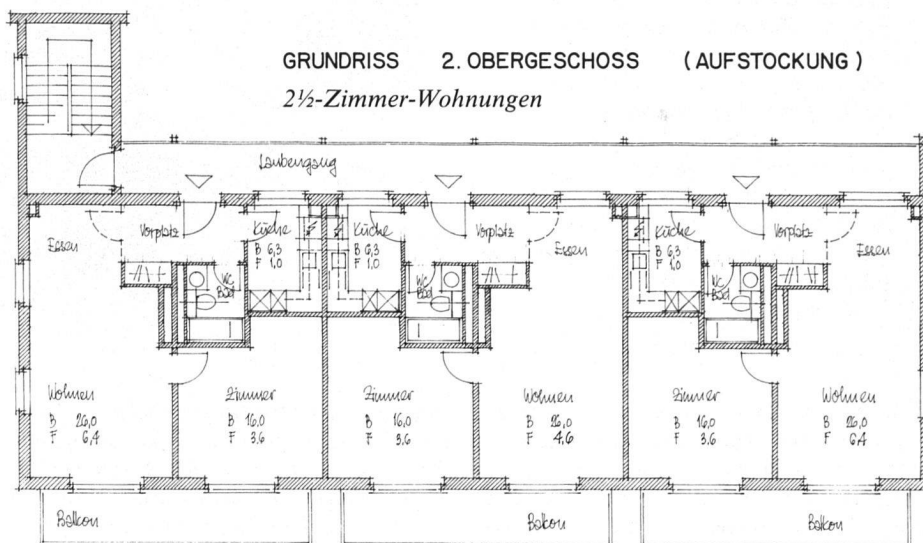 GRUNDRISS 2. OBERGESCHOSS (AUFSTOCKUNG)
2½-Zimmer-Wohnungen
Laubengang
Essen
Vorplatz
Küche
B 6,3
F 1,0
WC
Bad
Küche
B 6,3
F 1,0
WC
Bad
Vorplatz
Essen
Küche
B 6,3
F 1,0
WC
Bad
Vorplatz
Essen
Wohnen
B 26,0
F 6,4
Zimmer
B 16,0
F 3,6
Zimmer
B 16,0
F 3,6
Wohnen
B 26,0
F 4,6
Zimmer
B 16,0
F 3,6
Wohnen
B 26,0
F 6,4
Balkon
Balkon
Balkon